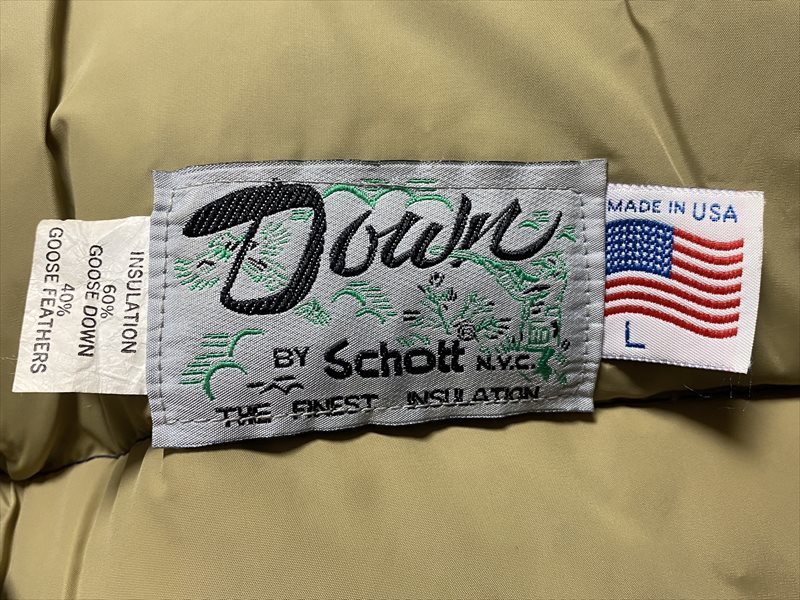 INSULATION
60%
GOOSE DOWN
40%
GOOSE FEATHERS
Down
BY Schott N.Y.C.
THE FINEST INSULATION
MADE IN USA
L